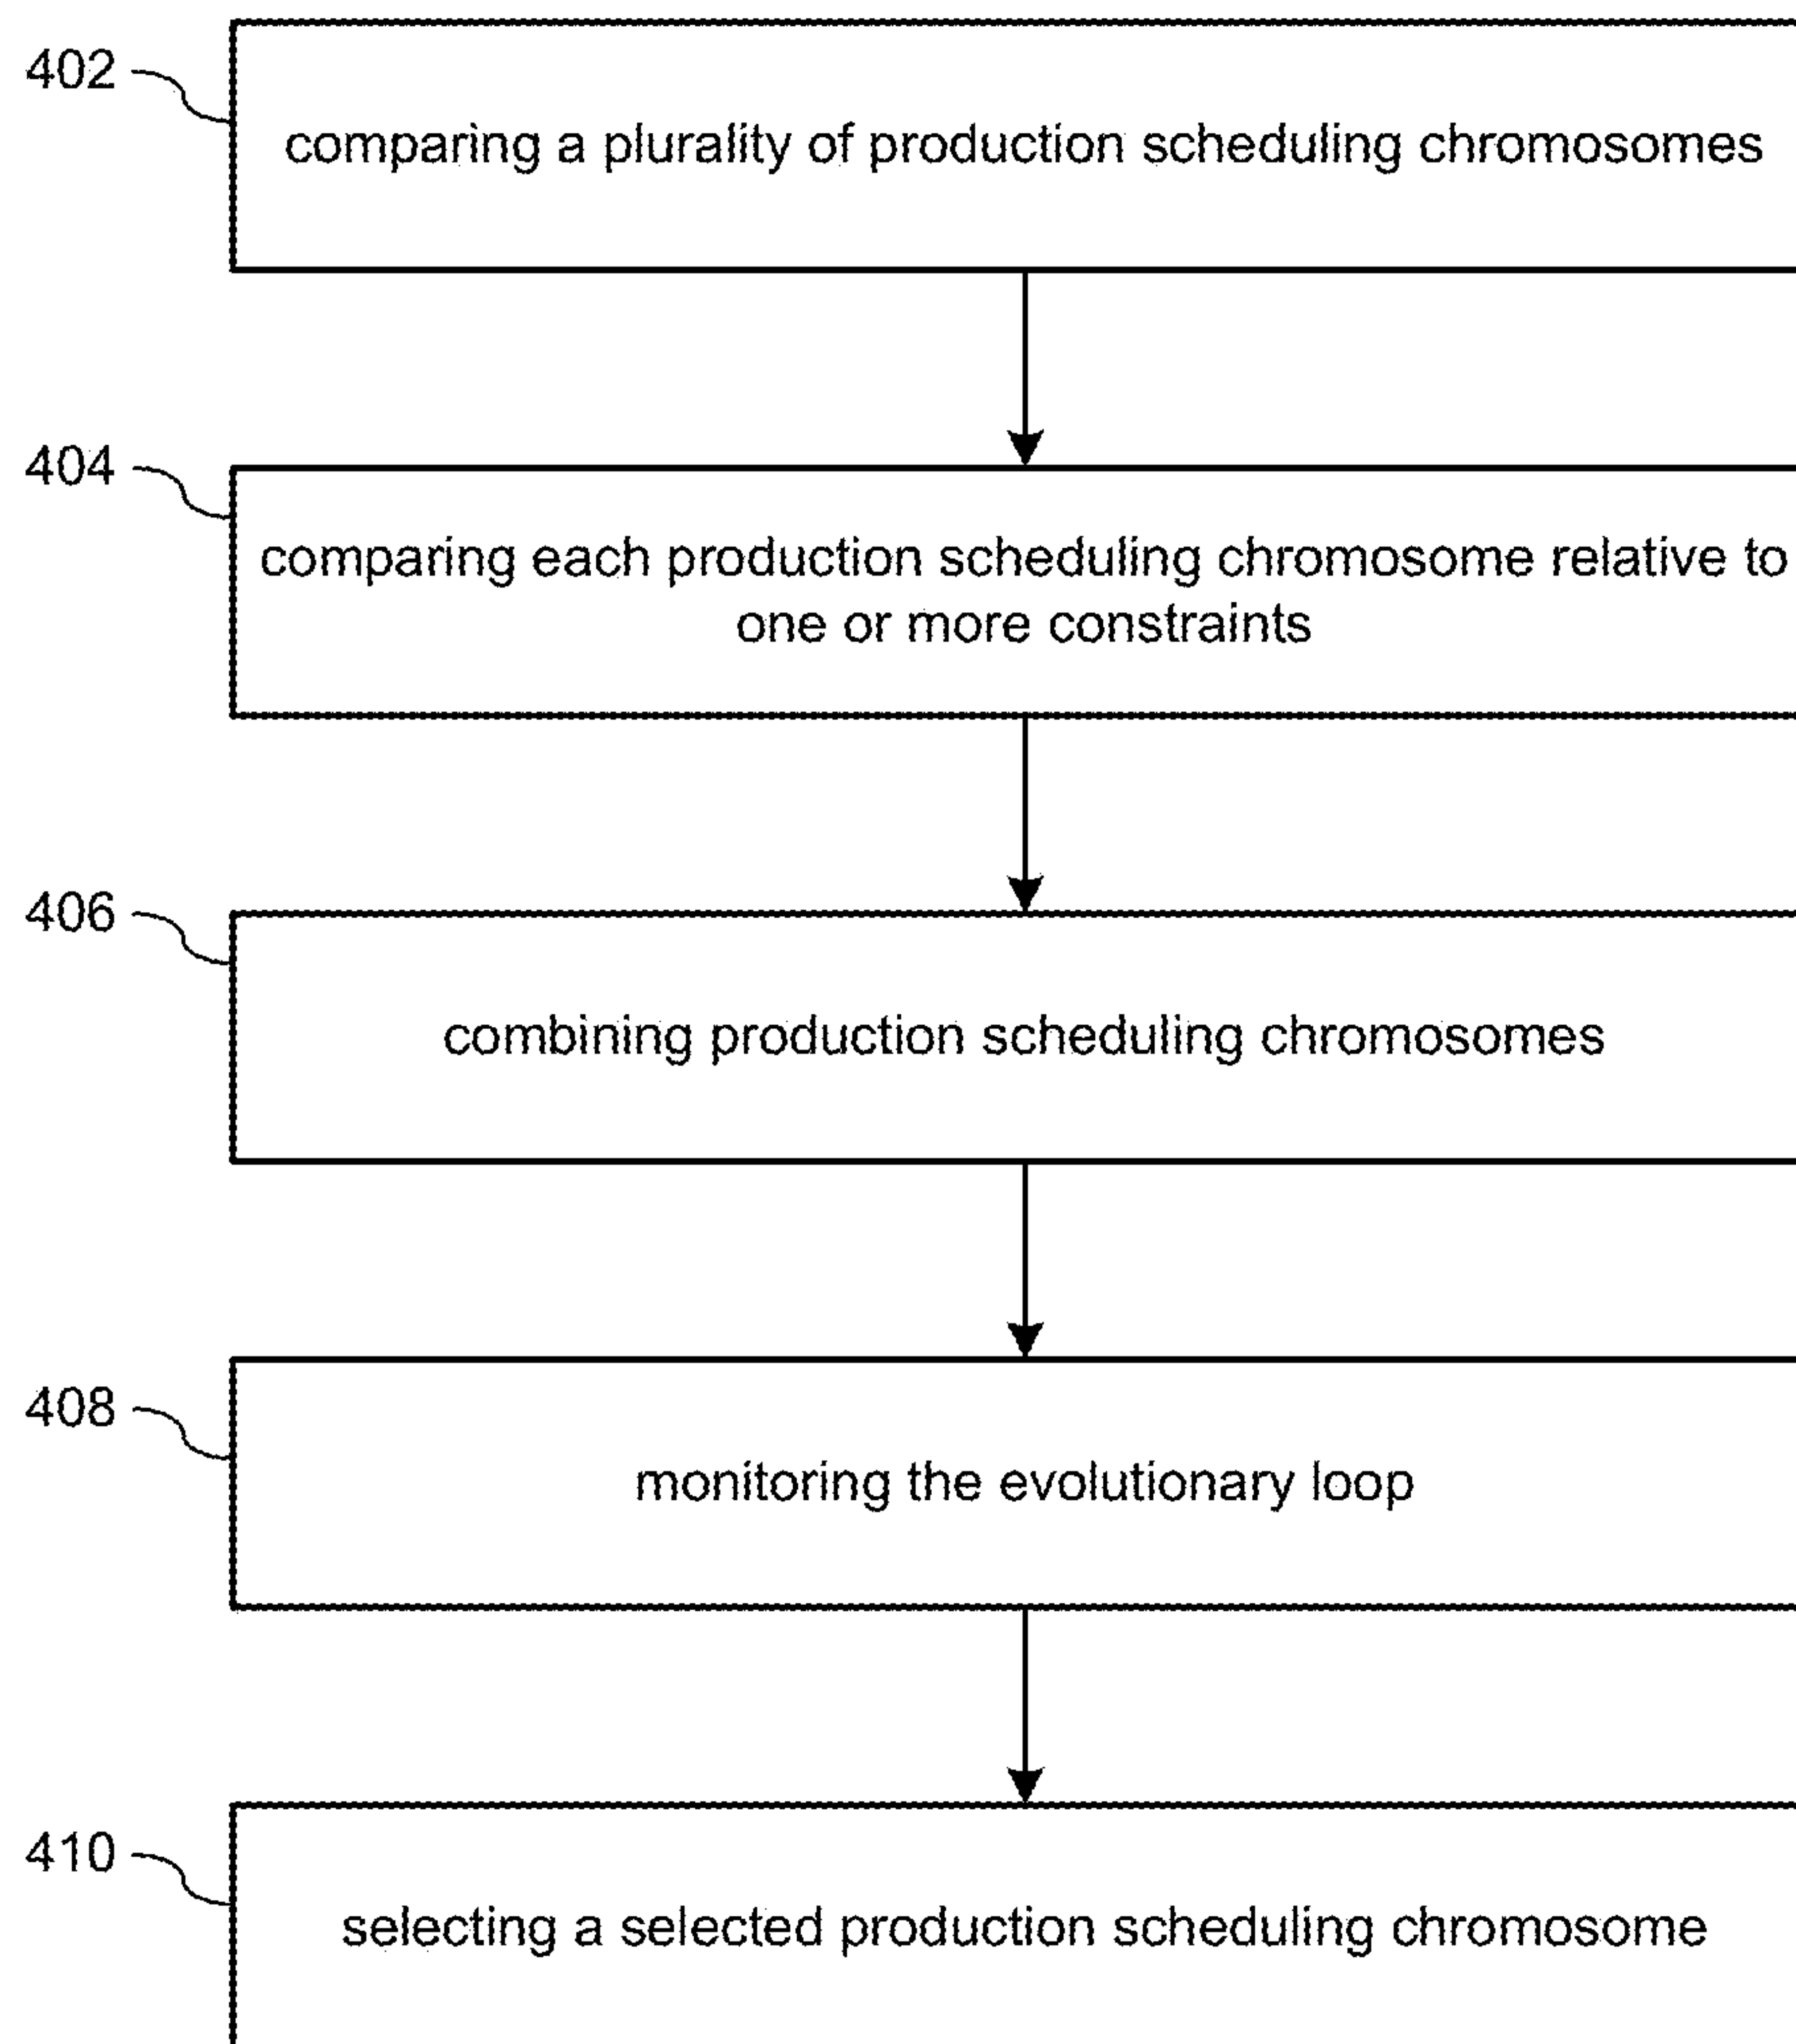 402
comparing a plurality of production scheduling chromosomes
404
comparing each production scheduling chromosome relative to
one or more constraints
406
combining production scheduling chromosomes
408
monitoring the evolutionary loop
410
selecting a selected production scheduling chromosome